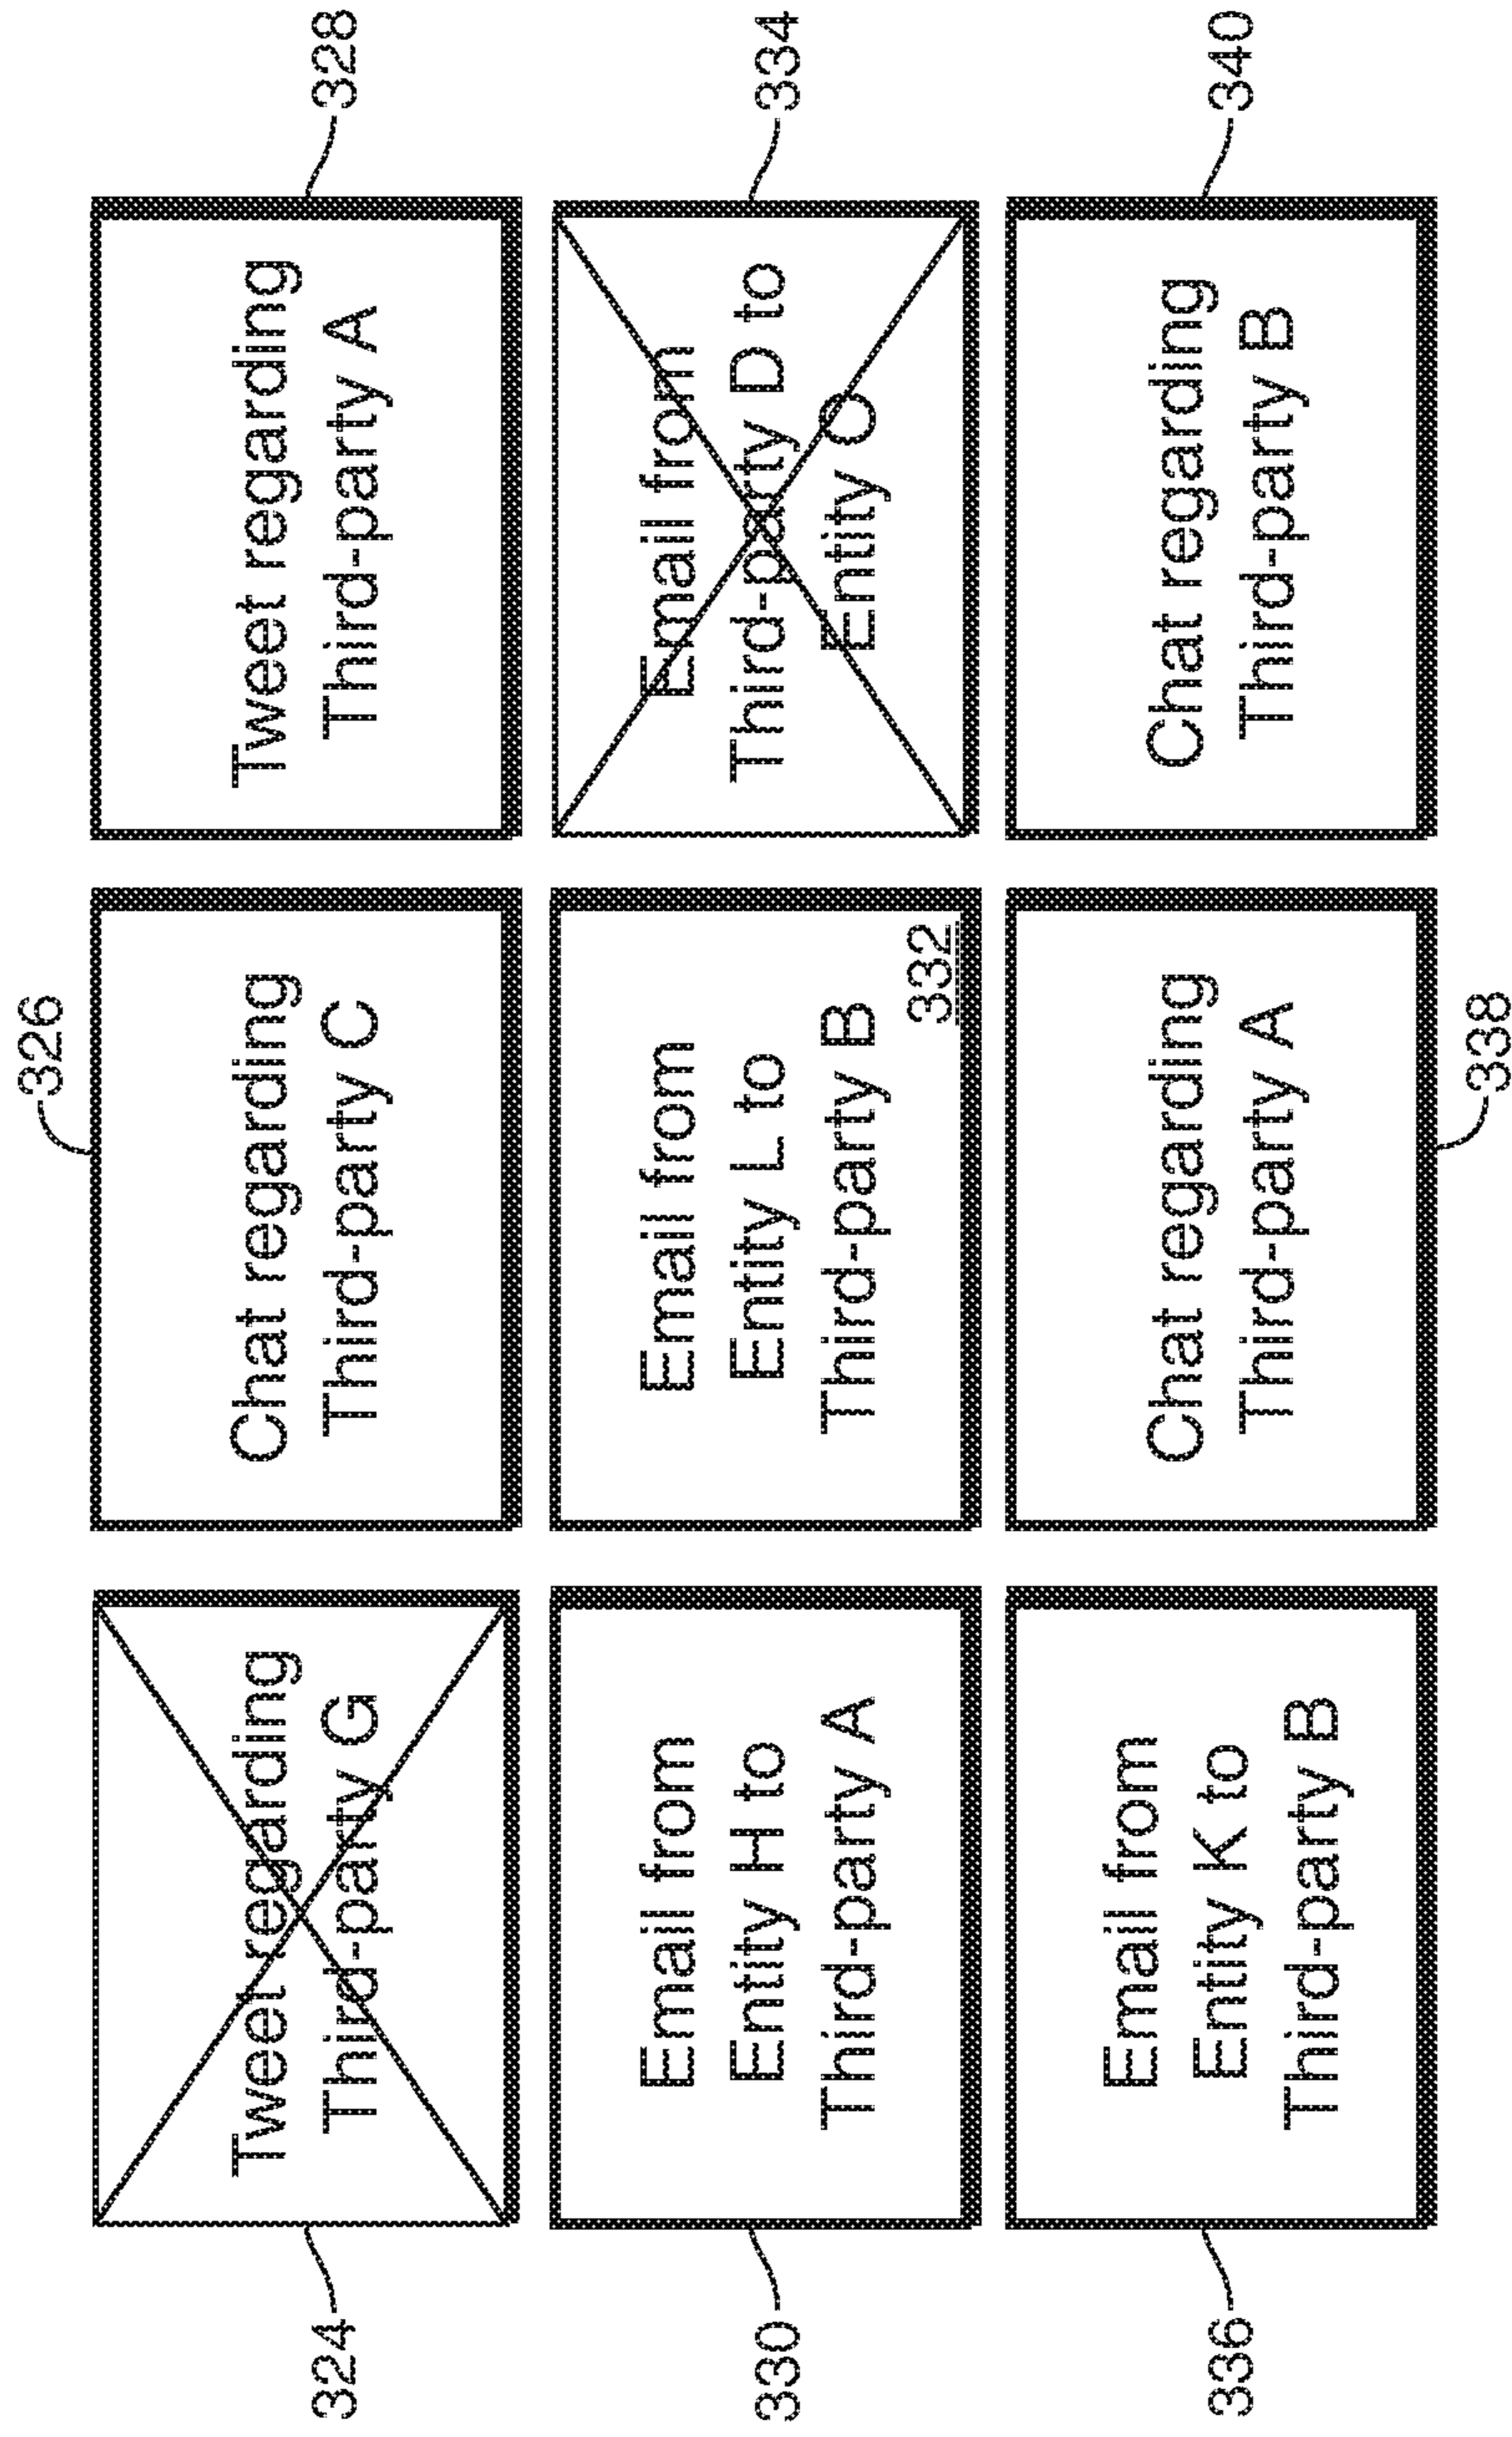 324
Tweet regarding
Third-party G
326
Chat regarding
Third-party C
328
Tweet regarding
Third-party A
330
Email from
Entity H to
Third-party A
Email from
Entity L to
Third-party B
332
334
Email from
Third-party D to
Entity O
336
Email from
Entity K to
Third-party B
338
Chat regarding
Third-party A
340
Chat regarding
Third-party B